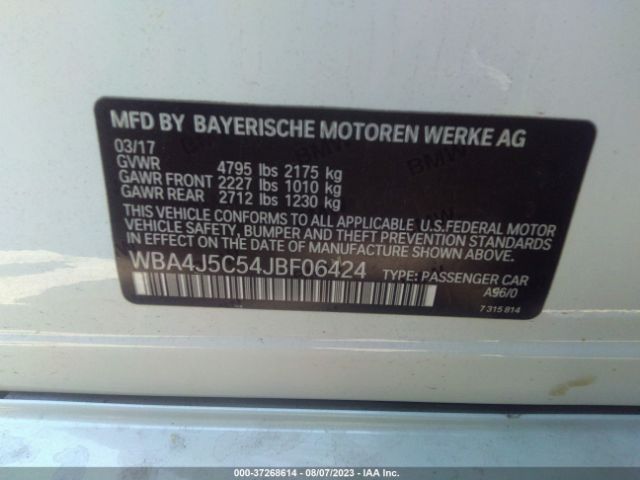 MFD BY BAYERISCHE MOTOREN WERKE AG
03/17
GVWR 4795 lbs 2175 kg
GAWR FRONT 2227 lbs 1010 kg
GAWR REAR 2712 lbs 1230 kg
THIS VEHICLE CONFORMS TO ALL APPLICABLE U.S.FEDERAL MOTOR
VEHICLE SAFETY, BUMPER AND THEFT PREVENTION STANDARDS
IN EFFECT ON THE DATE OF MANUFACTURE SHOWN ABOVE.
WBA4J5C54JBF06424 TYPE: PASSENGER CAR
A96/0
7 315 814
000-37268614 - 08/07/2023 - IAA Inc.